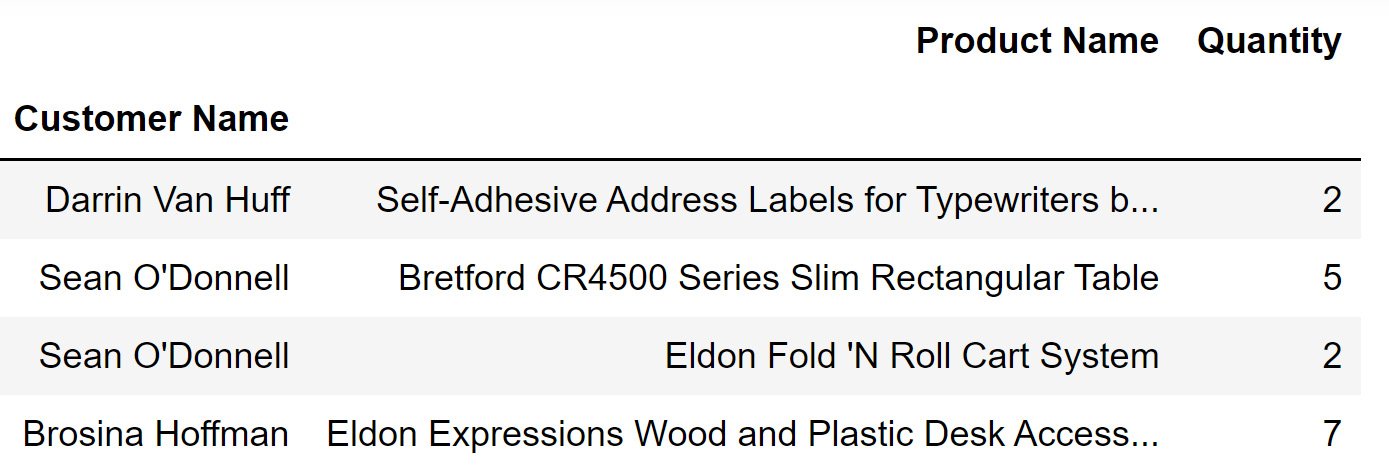 Product Name Quantity
Customer Name
Darrin Van Huff Self-Adhesive Address Labels for Typewriters b... 2
Sean O'Donnell Bretford CR4500 Series Slim Rectangular Table 5
Sean O'Donnell Eldon Fold 'N Roll Cart System 2
Brosina Hoffman Eldon Expressions Wood and Plastic Desk Access... 7